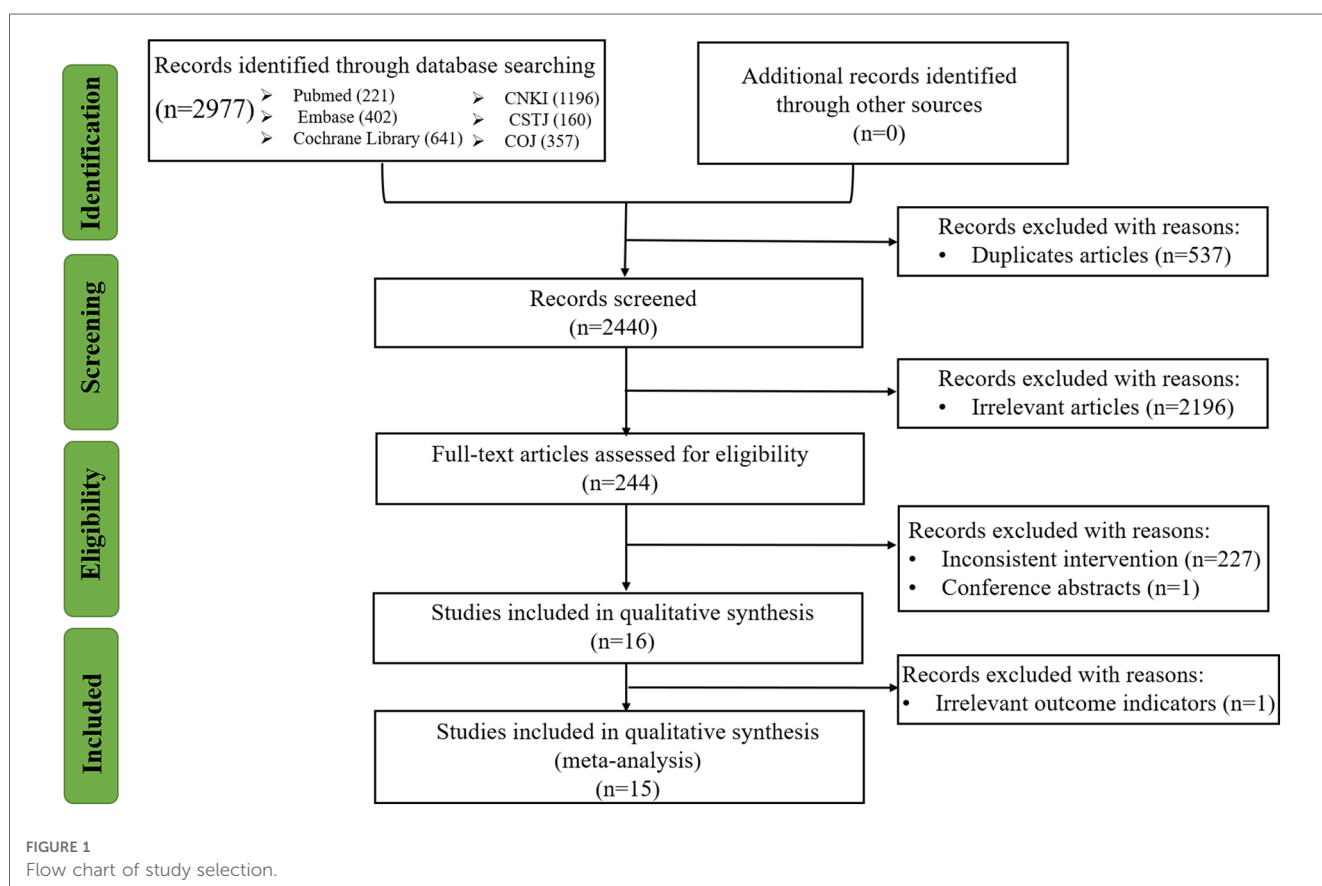 Identification
Records identified through database searching
(n=2977)
➢ Pubmed (221)
➢ Embase (402)
➢ Cochrane Library (641)
➢ CNKI (1196)
➢ CSTJ (160)
➢ COJ (357)
Additional records identified
through other sources
(n=0)
Records excluded with reasons:
• Duplicates articles (n=537)
Screening
Records screened
(n=2440)
Records excluded with reasons:
• Irrelevant articles (n=2196)
Eligibility
Full-text articles assessed for eligibility
(n=244)
Records excluded with reasons:
• Inconsistent intervention (n=227)
• Conference abstracts (n=1)
Studies included in qualitative synthesis
(n=16)
Included
Records excluded with reasons:
• Irrelevant outcome indicators (n=1)
Studies included in qualitative synthesis
(meta-analysis)
(n=15)
FIGURE 1
Flow chart of study selection.